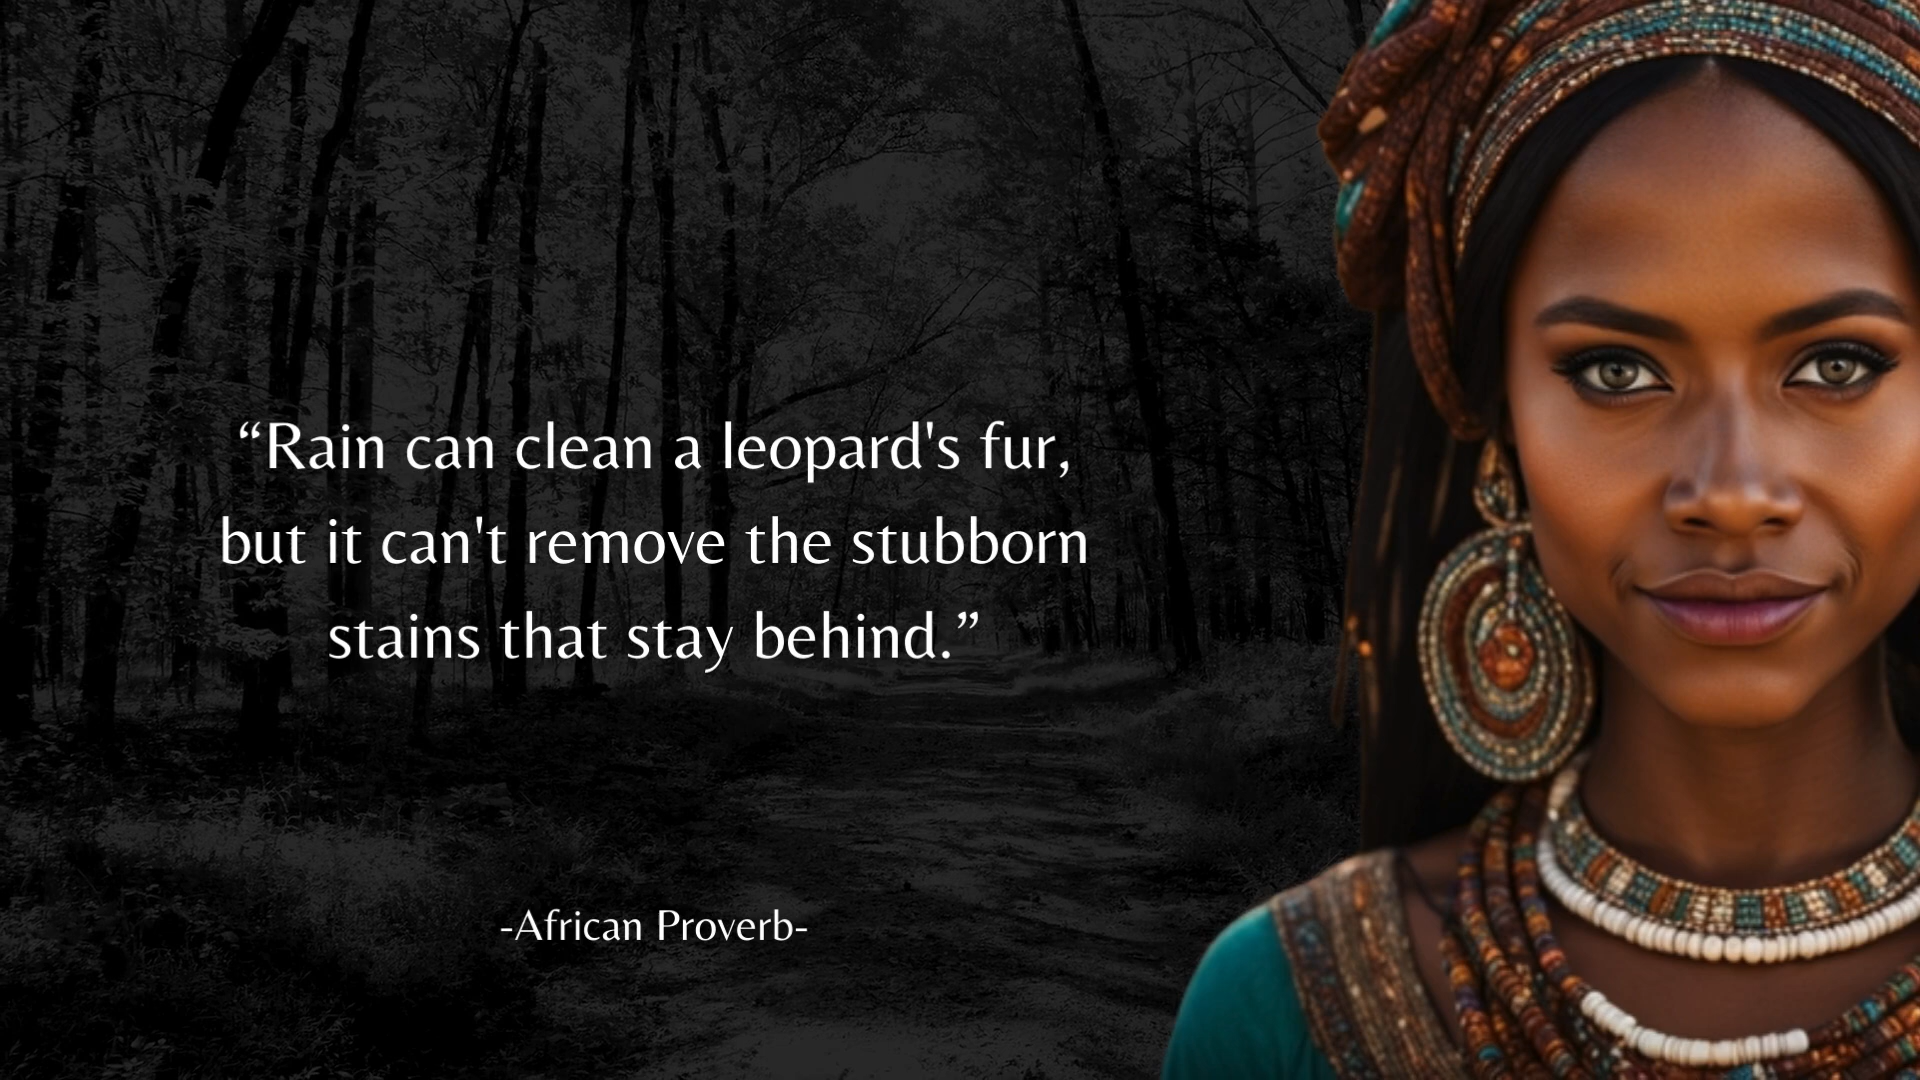 “Rain can clean a leopard's fur,
but it can't remove the stubborn
stains that stay behind.”
-African Proverb-